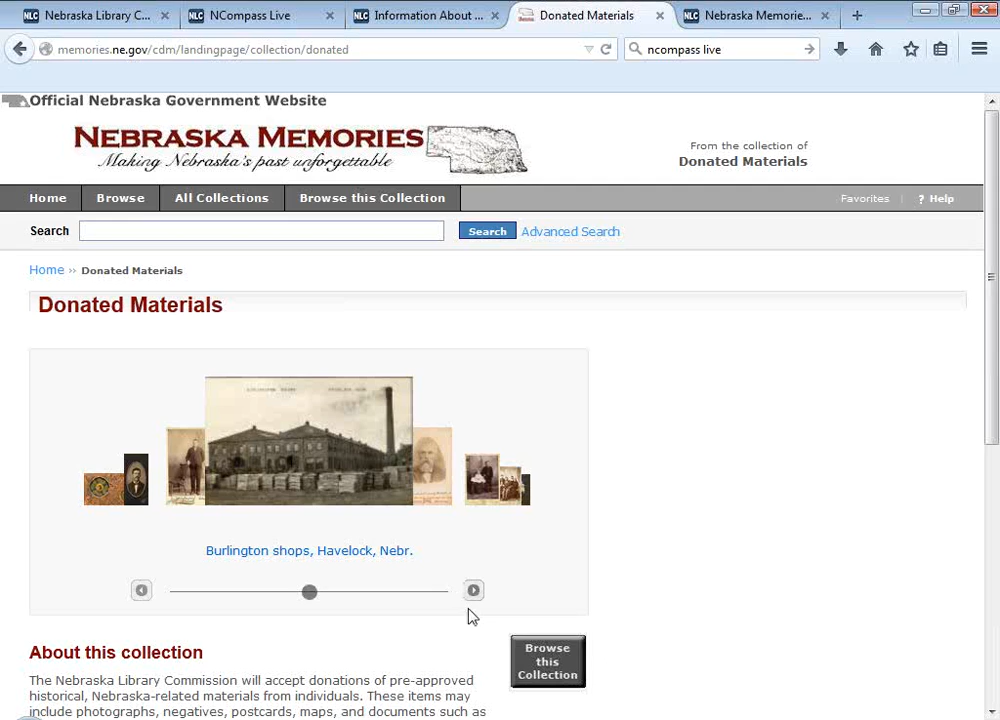 Nebraska Library C...
NCompass Live
Information About ...
Donated Materials
Nebraska Memorie...
memories.ne.gov/cdm/landingpage/collection/donated
ncompass live
Official Nebraska Government Website
NEBRASKA MEMORIES
Making Nebraska's past unforgettable
From the collection of
Donated Materials
Home
Browse
All Collections
Browse this Collection
Favorites
? Help
Search
Search
Advanced Search
Home ›› Donated Materials
Donated Materials
Burlington shops, Havelock, Nebr.
About this collection
The Nebraska Library Commission will accept donations of pre-approved
historical, Nebraska-related materials from individuals. These items may
include photographs, negatives, postcards, maps, and documents such as
Browse
this
Collection